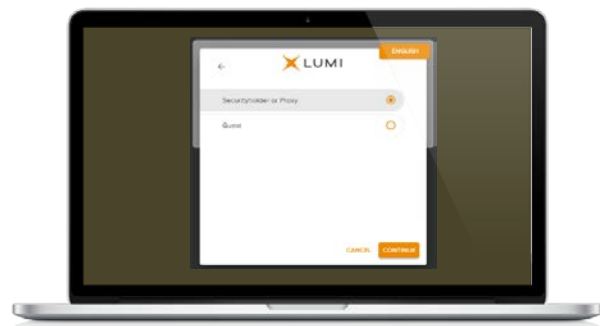 ENGLISH
LUMI
Securityholder or Proxy
Guest
CANCEL
CONTINUE